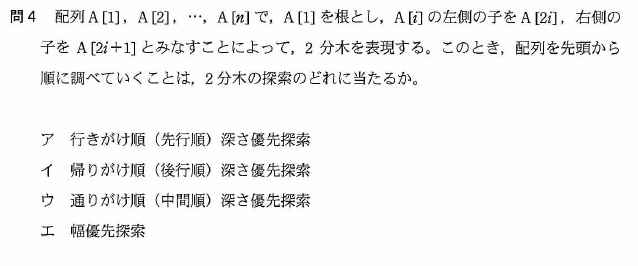 問4 配列A[1],A[2],…,A[n]で,A[1]を根とし,A[i]の左側の子をA[2i],右側の
子をA[2i+1]とみなすことによって,2分木を表現する。このとき,配列を先頭から
順に調べていくことは,2分木の探索のどれに当たるか。
ア 行きがけ順(先行順)深さ優先探索
イ 帰りがけ順(後行順)深さ優先探索
ウ 通りがけ順(中間順)深さ優先探索
エ 幅優先探索